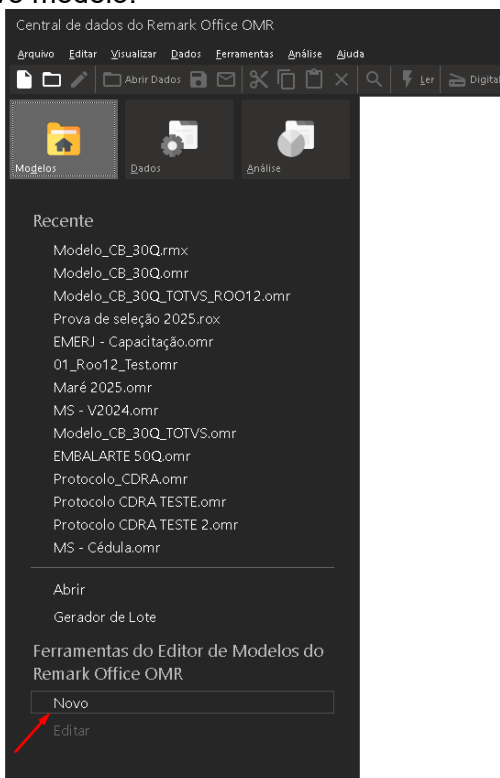 Central de dados do Remark Office OMR
Arquivo Editar Visualizar Dados Ferramentas Análise Ajuda
Abrir Dados Ler Digital
Modelos Dados Análise
Recente
Modelo_CB_30Q.rmx
Modelo_CB_30Q.omr
Modelo_CB_30Q_TOTVS_ROO12.omr
Prova de seleção 2025.rox
EMERJ - Capacitação.omr
01_Roo12_Test.omr
Maré 2025.omr
MS - V2024.omr
Modelo_CB_30Q_TOTVS.omr
EMBALARTE 50Q.omr
Protocolo_CDRA.omr
Protocolo CDRA TESTE.omr
Protocolo CDRA TESTE 2.omr
MS - Cédula.omr
Abrir
Gerador de Lote
Ferramentas do Editor de Modelos do
Remark Office OMR
Novo
Editar